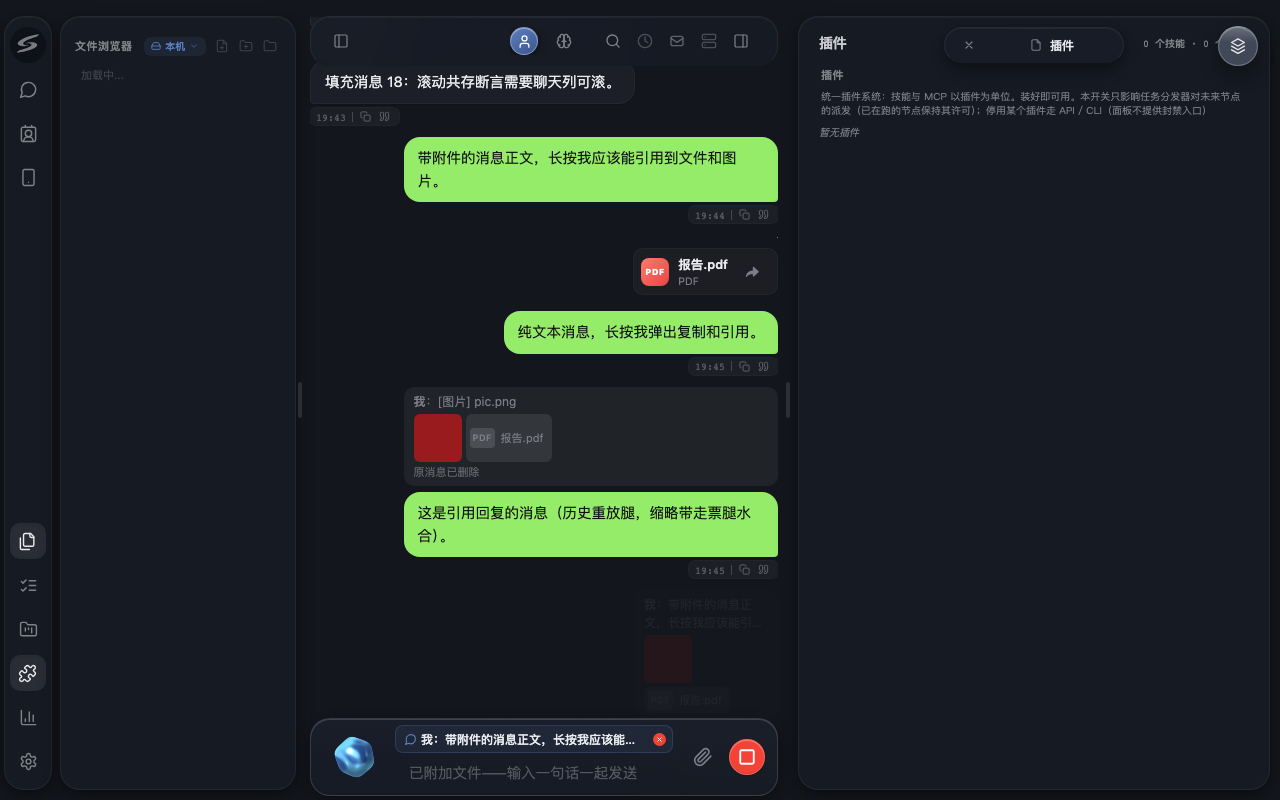 文件浏览器
本机
加载中...
填充消息 18：滚动共存断言需要聊天列可滚。
19:43
带附件的消息正文，长按我应该能引用到文件和图
片。
19:44
PDF
报告.pdf
PDF
纯文本消息，长按我弹出复制和引用。
19:45
我：[图片] pic.png
PDF 报告.pdf
原消息已删除
这是引用回复的消息（历史重放腿，缩略带走票腿水
合）。
19:45
我：带附件的消息正
文，长按我应该能引...
PDF 报告.pdf
我：带附件的消息正文，长按我应该能...
已附加文件——输入一句话一起发送
插件
插件
0 个技能 · 0
插件
统一插件系统：技能与 MCP 以插件为单位。装好即可用。本开关只影响任务分发器对未来节点
的派发（已在跑的节点保持其许可）；停用某个插件走 API / CLI（面板不提供封禁入口）
暂无插件